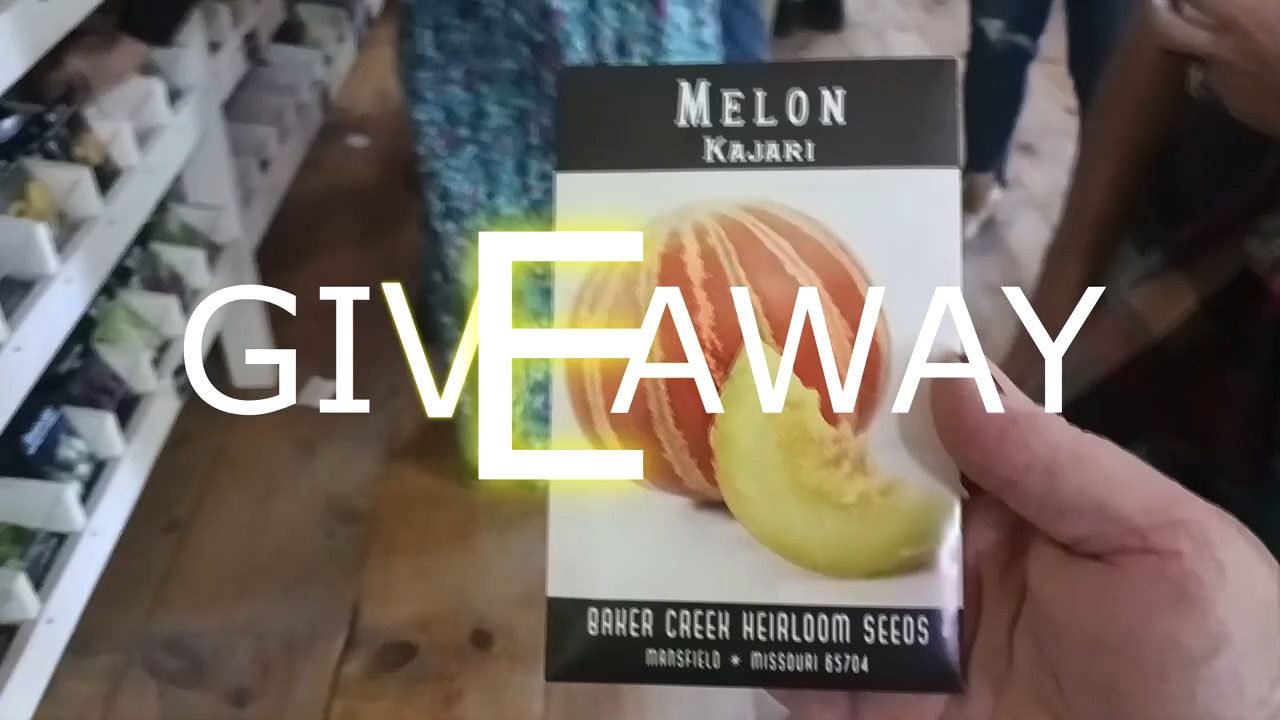 MELON
KAJARI
GIVEAWAY
BAKER CREEK HEIRLOOM SEEDS
MANSFIELD * MISSOURI 65704